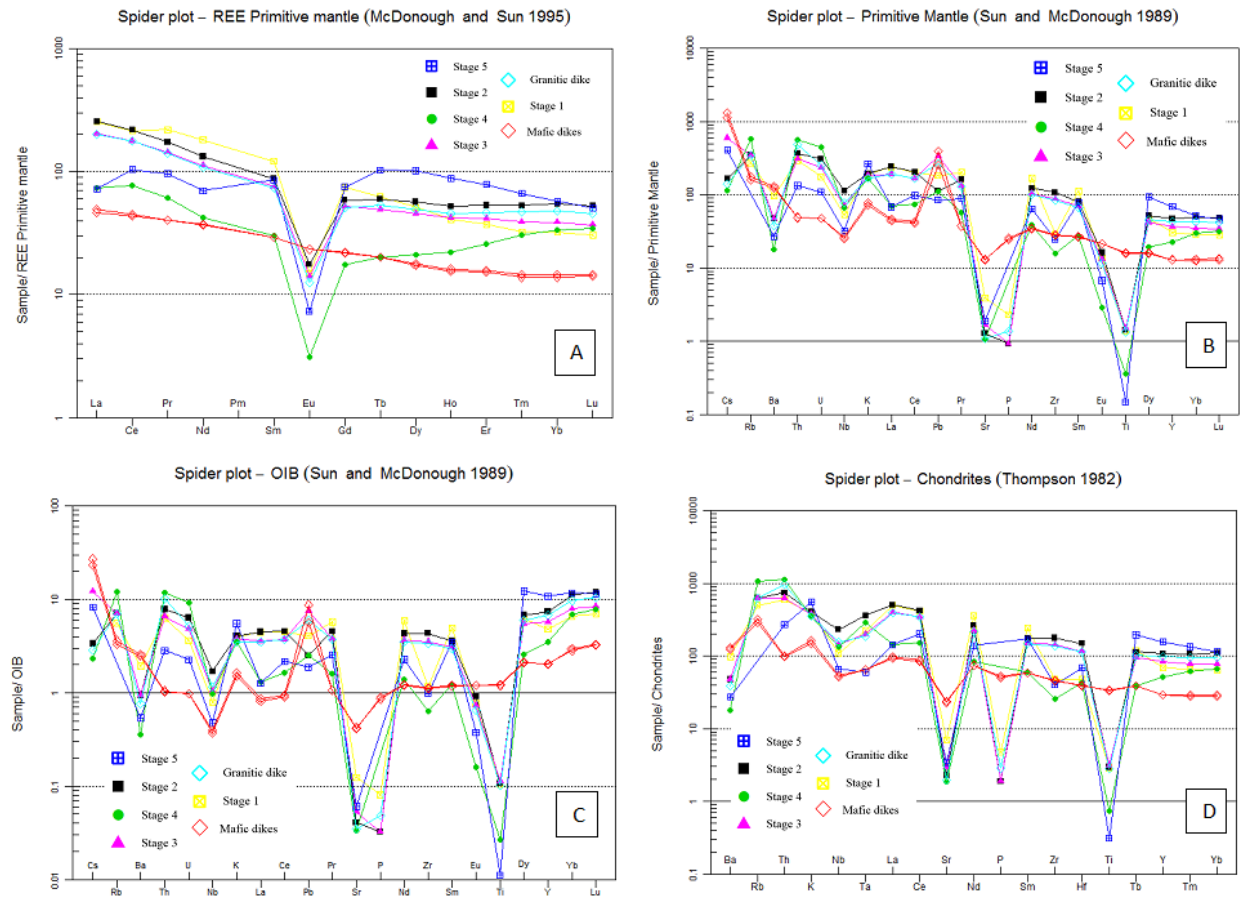 Spider plot – REE Primitive mantle (McDonough and Sun 1995)
Sample/ REE Primitive mantle
1000
100
10
1
Stage 5
Stage 2
Stage 4
Stage 3
Granitic dike
Stage 1
Mafic dikes
A
La Pr Pm Eu Tb Ho Tm Lu
Ce Nd Sm Gd Dy Er Yb
Spider plot – Primitive Mantle (Sun and McDonough 1989)
Sample/ Primitive Mantle
10000
1000
100
10
1
0.1
Stage 5
Stage 2
Stage 4
Stage 3
Granitic dike
Stage 1
Mafic dikes
B
Cs Ba U K Ce Pr P Zr Eu Dy Yb
Rb Th Nb La Pb Sr Nd Sm Ti Y Lu
Spider plot – OIB (Sun and McDonough 1989)
Sample/ OIB
100
10
1
0.1
0.01
Stage 5
Stage 2
Stage 4
Stage 3
Granitic dike
Stage 1
Mafic dikes
C
Cs Ba U K Ce Pr P Zr Eu Dy Yb
Rb Th Nb La Pb Sr Nd Sm Ti Y Lu
Spider plot – Chondrites (Thompson 1982)
Sample/ Chondrites
10000
1000
100
10
1
0.1
Stage 5
Stage 2
Stage 4
Stage 3
Granitic dike
Stage 1
Mafic dikes
D
Ba Th Nb La Sr P Zr Ti Y Yb
Rb K Ta Ce Nd Sm Hf Tb Tm